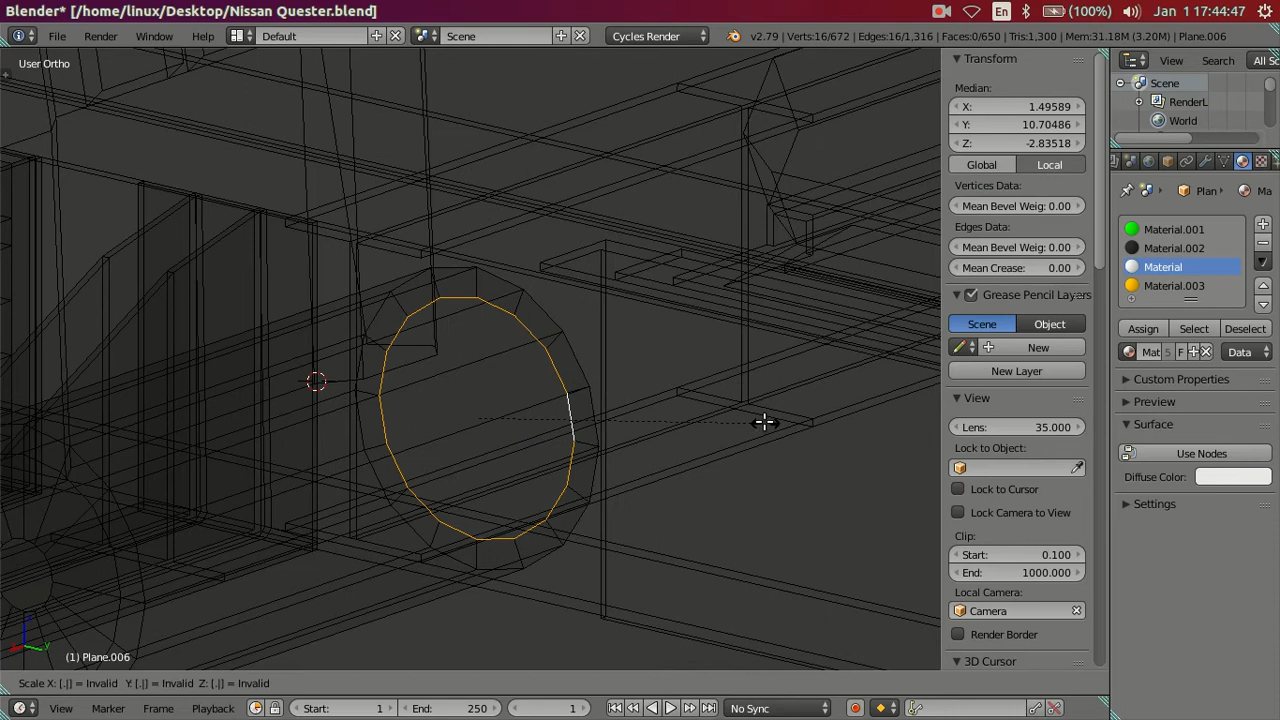 Blender* [/home/linux/Desktop/Nissan Quester.blend]
En
(100%)
Jan 1 17:44:47
File
Render
Window
Help
Default
Scene
Cycles Render
v2.79 | Verts:16/672 | Edges:16/1,316 | Faces:0/650 | Tris:1,300 | Mem:31.18M (3.20M) | Plane.006
User Ortho
(1) Plane.006
Scale X: [.|] = Invalid Y: [.|] = Invalid Z: [.|] = Invalid
Transform
Median:
X: 1.49589
Y: 10.70486
Z: -2.83518
Global
Local
Vertices Data:
Mean Bevel Weig: 0.00
Edges Data:
Mean Bevel Weig: 0.00
Mean Crease: 0.00
Grease Pencil Layers
Scene
Object
New
New Layer
View
Lens: 35.000
Lock to Object:
Lock to Cursor
Lock Camera to View
Clip:
Start: 0.100
End: 1000.000
Local Camera:
Camera
Render Border
3D Cursor
View
Search
All Sc
Scene
RenderL
World
Plan
Ma
Material.001
Material.002
Material
Material.003
Assign
Select
Deselect
Mat
5
F
Data
Custom Properties
Preview
Surface
Use Nodes
Diffuse Color:
Settings
View
Marker
Frame
Playback
Start: 1
End: 250
1
No Sync